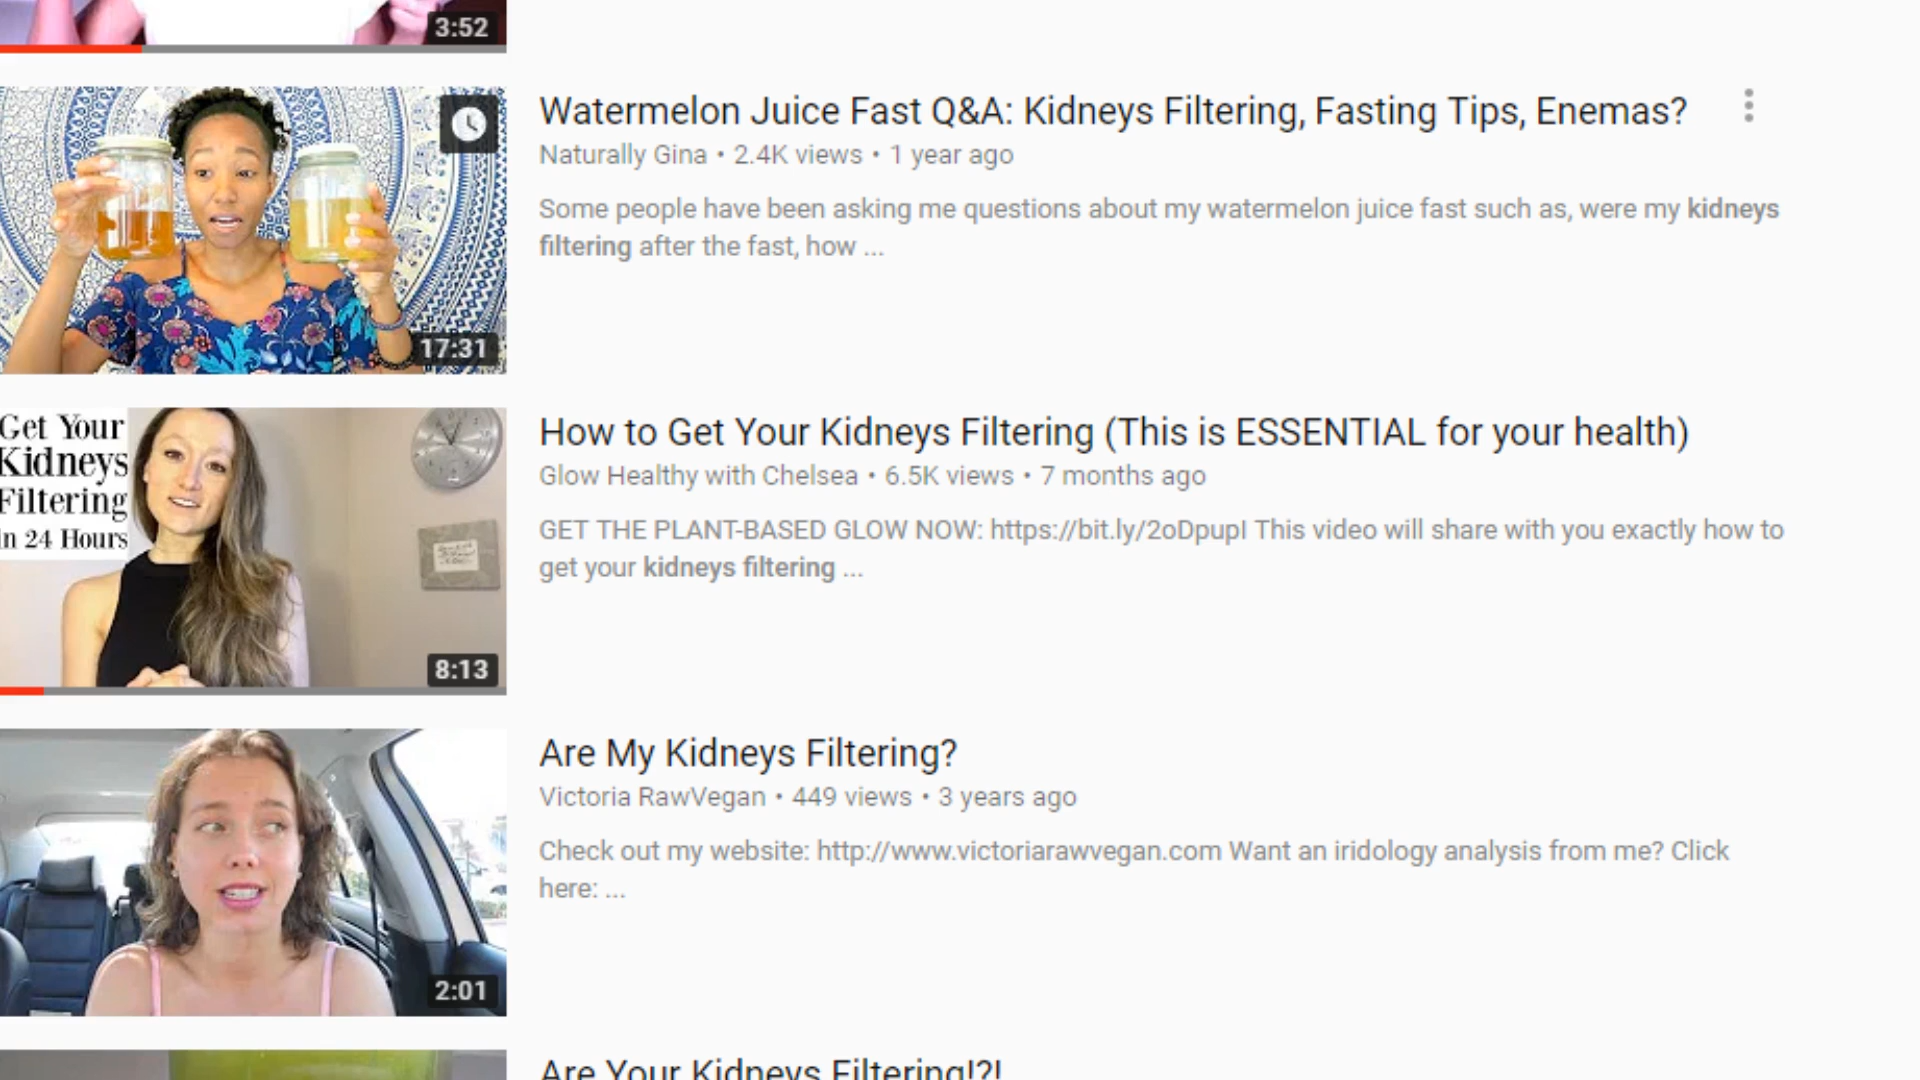 3:52
Watermelon Juice Fast Q&A: Kidneys Filtering, Fasting Tips, Enemas?
Naturally Gina • 2.4K views • 1 year ago
Some people have been asking me questions about my watermelon juice fast such as, were my kidneys
filtering after the fast, how ...
17:31
Get Your
Kidneys
Filtering
in 24 Hours
8:13
How to Get Your Kidneys Filtering (This is ESSENTIAL for your health)
Glow Healthy with Chelsea • 6.5K views • 7 months ago
GET THE PLANT-BASED GLOW NOW: https://bit.ly/2oDpupI This video will share with you exactly how to
get your kidneys filtering ...
2:01
Are My Kidneys Filtering?
Victoria RawVegan • 449 views • 3 years ago
Check out my website: http://www.victoriarawvegan.com Want an iridology analysis from me? Click
here: ...
Are Your Kidneys Filtering!?!